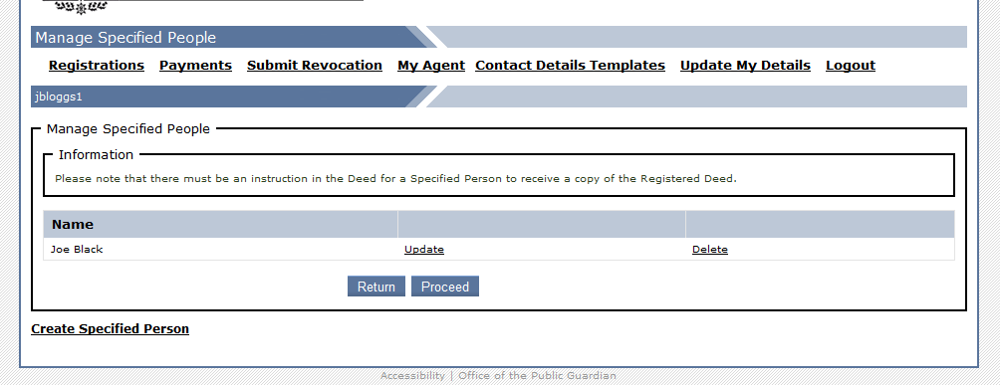 Manage Specified People
Registrations Payments Submit Revocation My Agent Contact Details Templates Update My Details Logout
jbloggs1
Manage Specified People
Information
Please note that there must be an instruction in the Deed for a Specified Person to receive a copy of the Registered Deed.
Name
Joe Black Update Delete
Return Proceed
Create Specified Person
Accessibility | Office of the Public Guardian